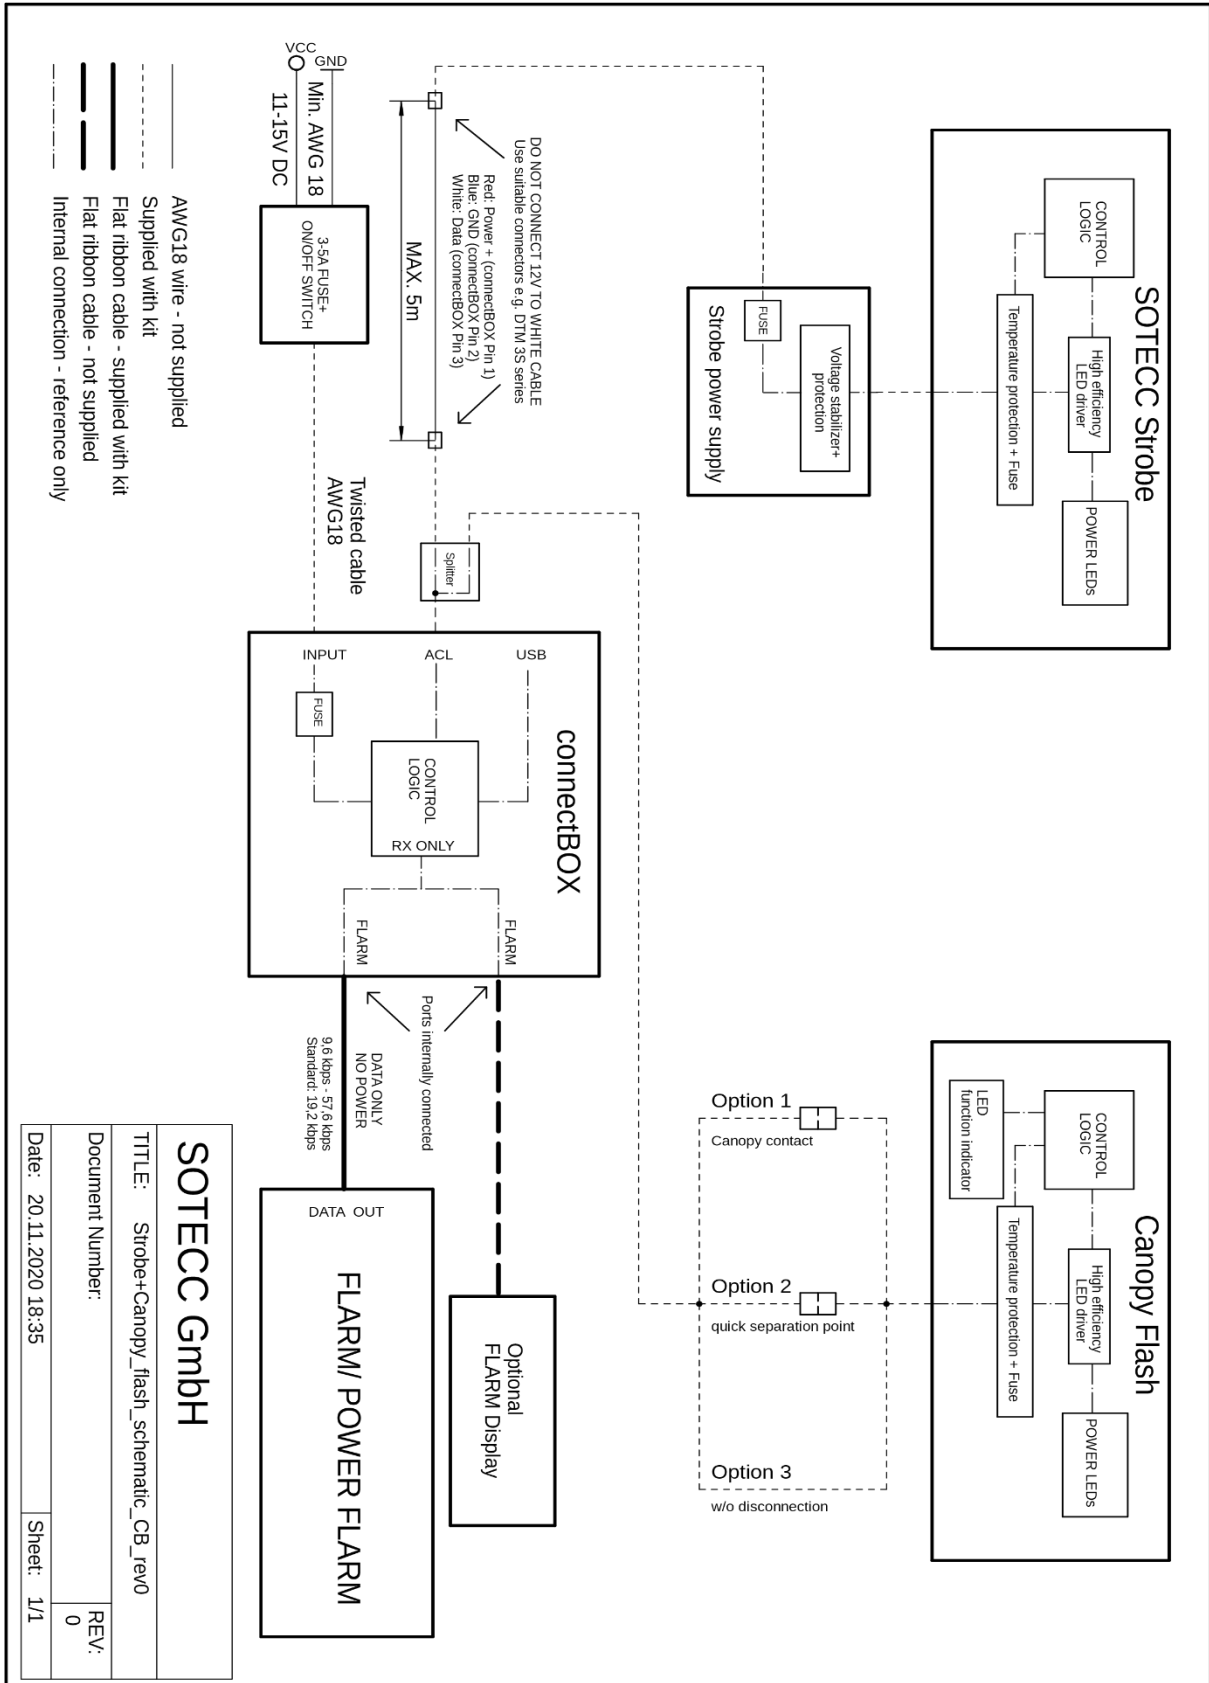 SOTECC Strobe
CONTROL
LOGIC
High efficiency
LED driver
POWER LEDs
Temperature protection + Fuse
Canopy Flash
CONTROL
LOGIC
High efficiency
LED driver
POWER LEDs
LED
function indicator
Temperature protection + Fuse
Voltage stabilizer+
protection
FUSE
Strobe power supply
Option 1
Canopy contact
Option 2
quick separation point
Option 3
w/o disconnection
DO NOT CONNECT 12V TO WHITE CABLE
Use suitable connectors e.g. DTM 3S series
Red: Power + (connectBOX Pin 1)
Blue: GND (connectBOX Pin 2)
White: Data (connectBOX Pin 3)
MAX. 5m
Splitter
connectBOX
USB
ACL
INPUT
FUSE
CONTROL
LOGIC
RX ONLY
FLARM
FLARM
Ports internally connected
DATA ONLY
NO POWER
9,6 kbps - 57,6 kbps
Standard: 19,2 kbps
Optional
FLARM Display
DATA OUT
FLARM/ POWER FLARM
VCC
GND
Min. AWG 18
11-15V DC
3-5A FUSE+
ON/OFF SWITCH
Twisted cable
AWG18
AWG18 wire - not supplied
Supplied with kit
Flat ribbon cable - supplied with kit
Flat ribbon cable - not supplied
Internal connection - reference only
SOTECC GmbH
TITLE: Strobe+Canopy_flash_schematic_CB_rev0
Document Number:
REV:
0
Date: 20.11.2020 18:35
Sheet: 1/1